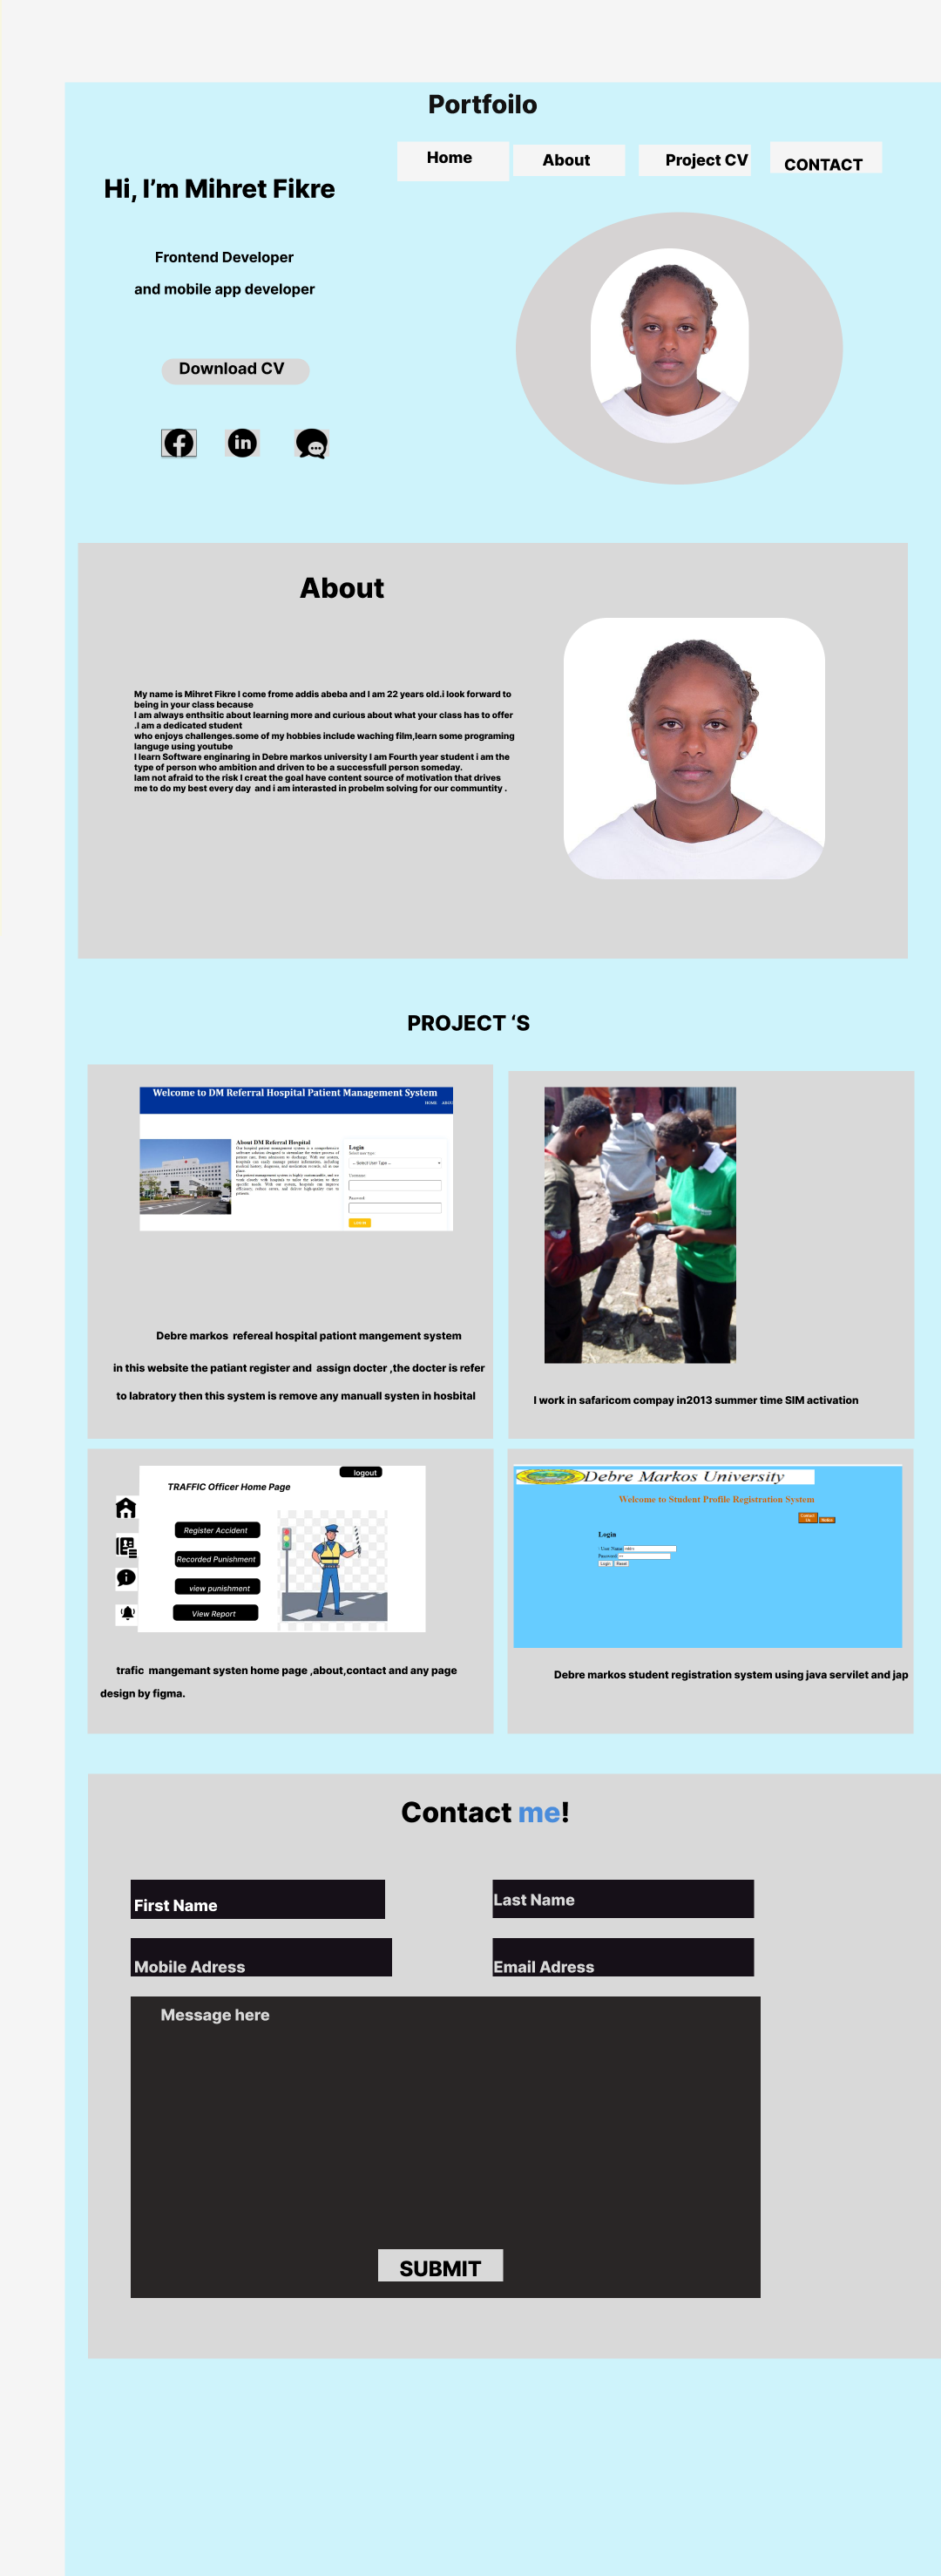 Portfoilo
Home
About
Project CV
CONTACT
Hi, I’m Mihret Fikre
Frontend Developer
and mobile app developer
Download CV
in
About
My name is Mihret Fikre I come frome addis abeba and I am 22 years old.i look forward to
being in your class because
I am always enthsitic about learning more and curious about what your class has to offer
.I am a dedicated student
who enjoys challenges.some of my hobbies include waching film,learn some programing
languge using youtube
I learn Software enginaring in Debre markos university I am Fourth year student i am the
type of person who ambition and driven to be a successfull person someday.
Iam not afraid to the risk I creat the goal have content source of motivation that drives
me to do my best every day and i am interasted in probelm solving for our communtity .
PROJECT ‘S
Welcome to DM Referral Hospital Patient Management System
HOME
About DM Referral Hospital
Login
Debre markos refereal hospital pationt mangement system
in this website the patiant register and assign docter ,the docter is refer
to labratory then this system is remove any manuall systen in hosbital
I work in safaricom compay in2013 summer time SIM activation
logout
TRAFFIC Officer Home Page
Register Accident
Recorded Punishment
view punishment
View Report
trafic mangemant systen home page ,about,contact and any page
design by figma.
Debre Markos University
Welcome to Student Profile Registration System
Login
Debre markos student registration system using java servilet and jap
Contact me!
First Name
Last Name
Mobile Adress
Email Adress
Message here
SUBMIT